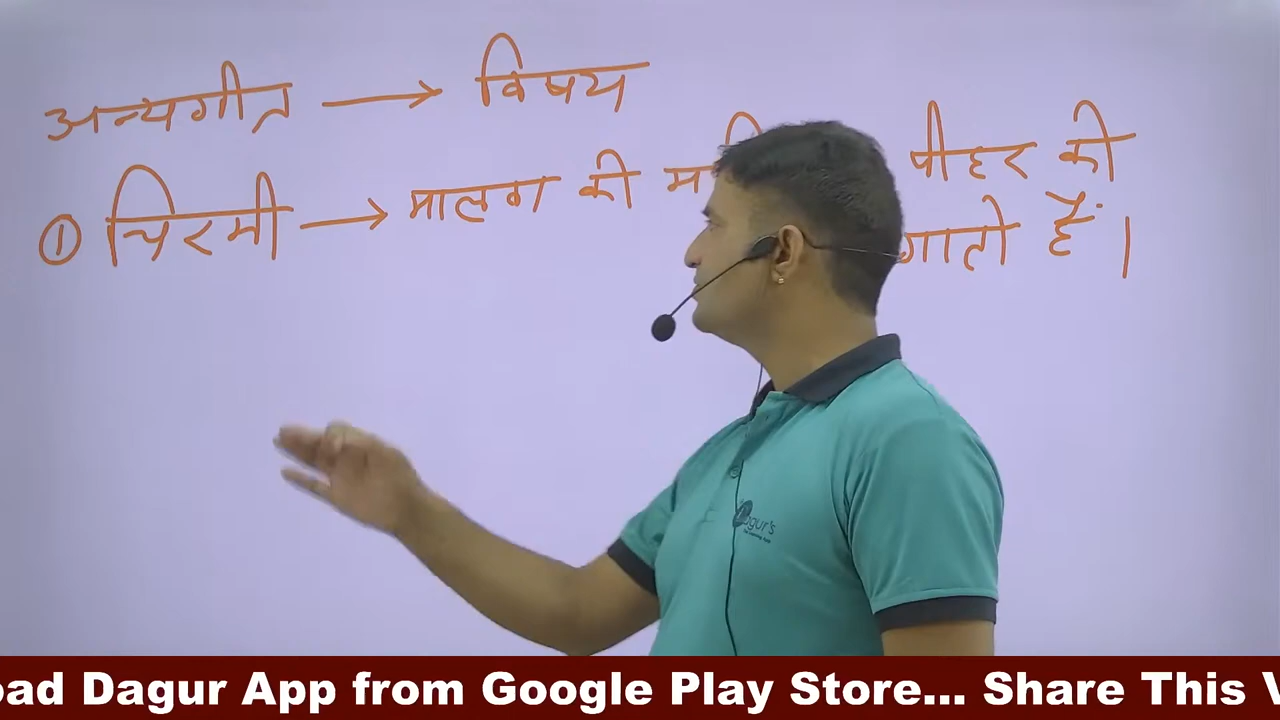 अन्यगीत → विषय
① चिरमी → मालण की पीहर की
गाती हैं।
Dagur's
oad Dagur App from Google Play Store... Share This V